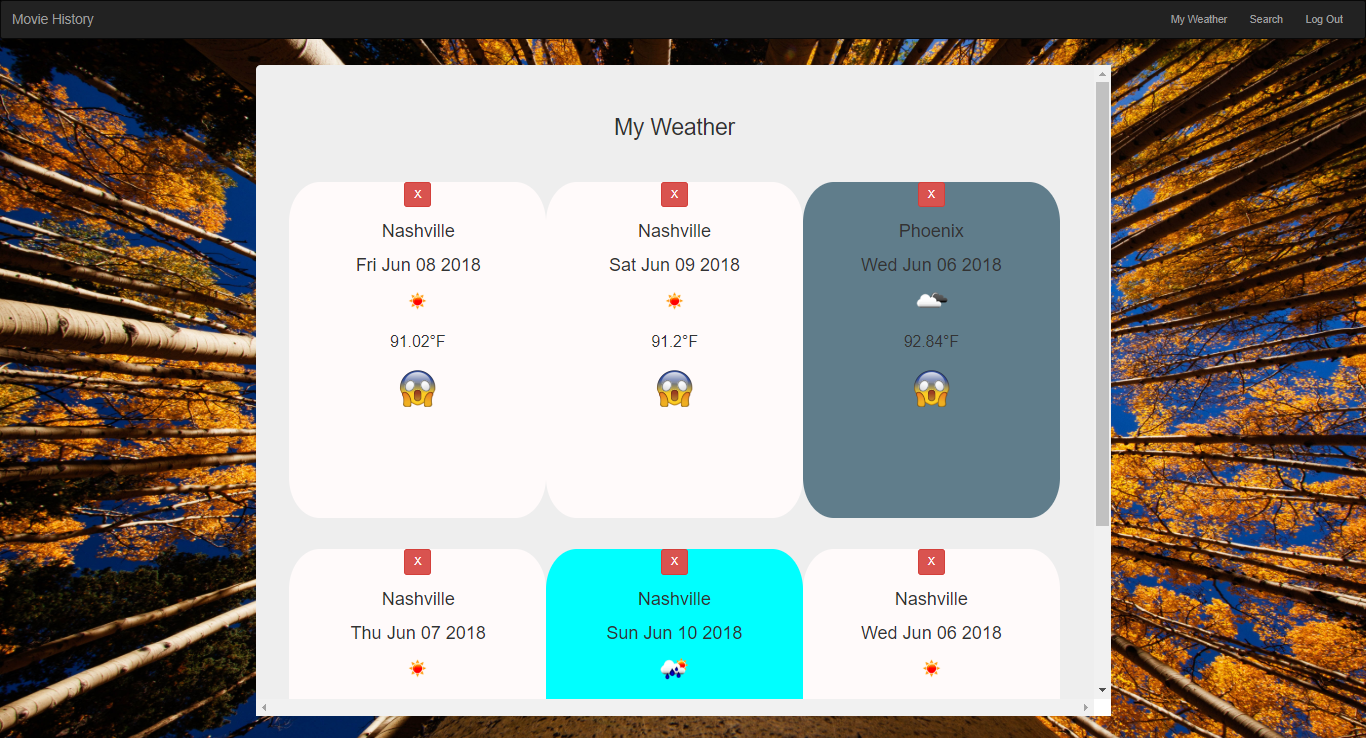 Movie History
My Weather
Search
Log Out
My Weather
X
Nashville
Fri Jun 08 2018
91.02°F
X
Nashville
Sat Jun 09 2018
91.2°F
X
Phoenix
Wed Jun 06 2018
92.84°F
X
Nashville
Thu Jun 07 2018
X
Nashville
Sun Jun 10 2018
X
Nashville
Wed Jun 06 2018